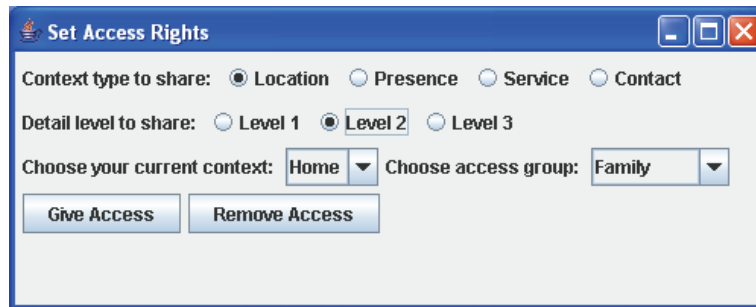 Set Access Rights
Context type to share: Location Presence Service Contact
Detail level to share: Level 1 Level 2 Level 3
Choose your current context: Home Choose access group: Family
Give Access Remove Access